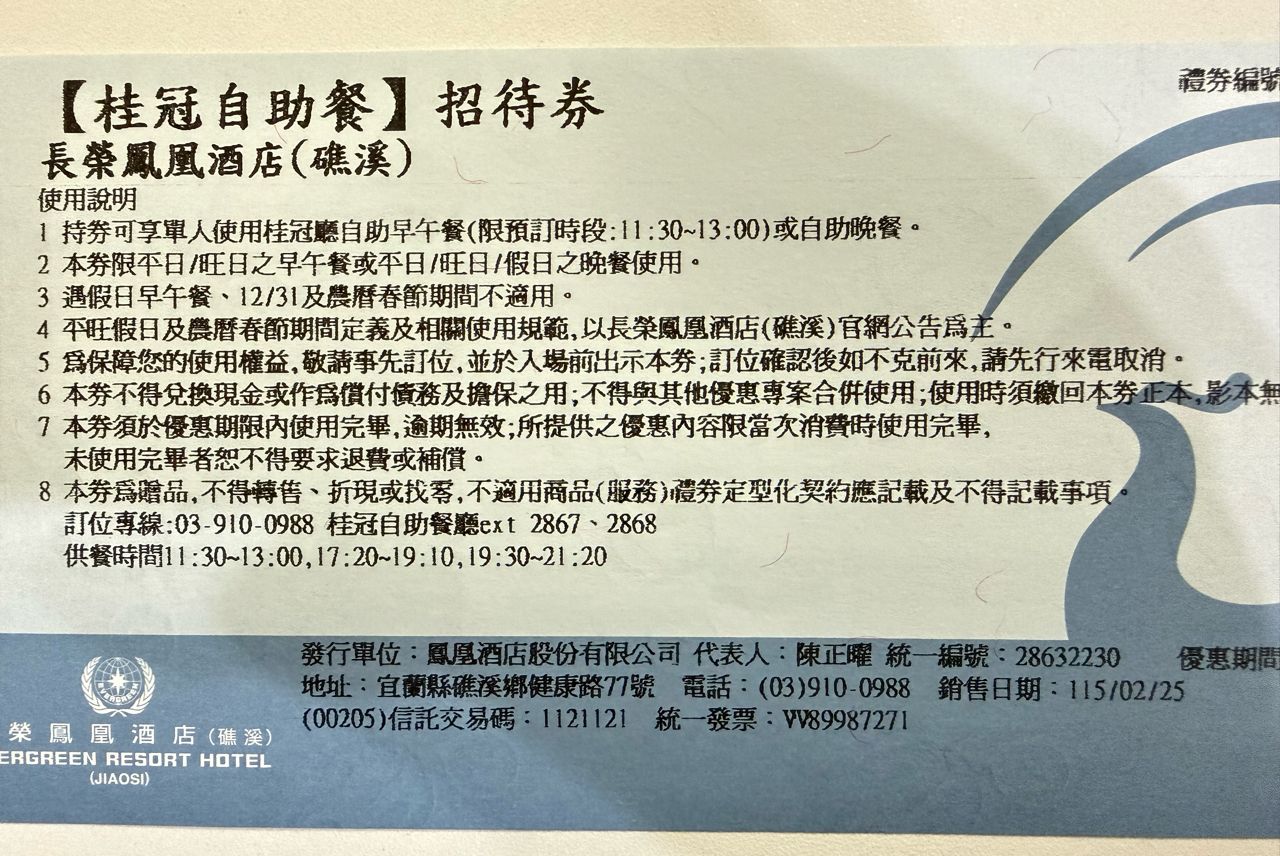 【桂冠自助餐】招待券
禮券編號
長榮鳳凰酒店(礁溪)
使用說明
1 持券可享單人使用桂冠廳自助早午餐(限預訂時段:11:30~13:00)或自助晚餐。
2 本券限平日/旺日之早午餐或平日/旺日/假日之晚餐使用。
3 遇假日早午餐、12/31及農曆春節期間不適用。
4 平旺假日及農曆春節期間定義及相關使用規範,以長榮鳳凰酒店(礁溪)官網公告為主。
5 為保障您的使用權益,敬請事先訂位,並於入場前出示本券;訂位確認後如不克前來,請先行來電取消。
6 本券不得兌換現金或作為償付債務及擔保之用;不得與其他優惠專案合併使用;使用時須繳回本券正本,影本無
7 本券須於優惠期限內使用完畢,逾期無效;所提供之優惠內容限當次消費時使用完畢,
未使用完畢者恕不得要求退費或補償。
8 本券為贈品,不得轉售、折現或找零,不適用商品(服務)禮券定型化契約應記載及不得記載事項。
訂位專線:03-910-0988 桂冠自助餐廳ext 2867、2868
供餐時間11:30~13:00,17:20~19:10,19:30~21:20
發行單位：鳳凰酒店股份有限公司 代表人：陳正曜 統一編號：28632230
優惠期間
地址：宜蘭縣礁溪鄉健康路77號 電話：(03)910-0988 銷售日期：115/02/25
(00205)信託交易碼：1121121 統一發票：VV89987271
EVERGREEN
榮鳳凰酒店(礁溪)
ERGREEN RESORT HOTEL
(JIAOSI)